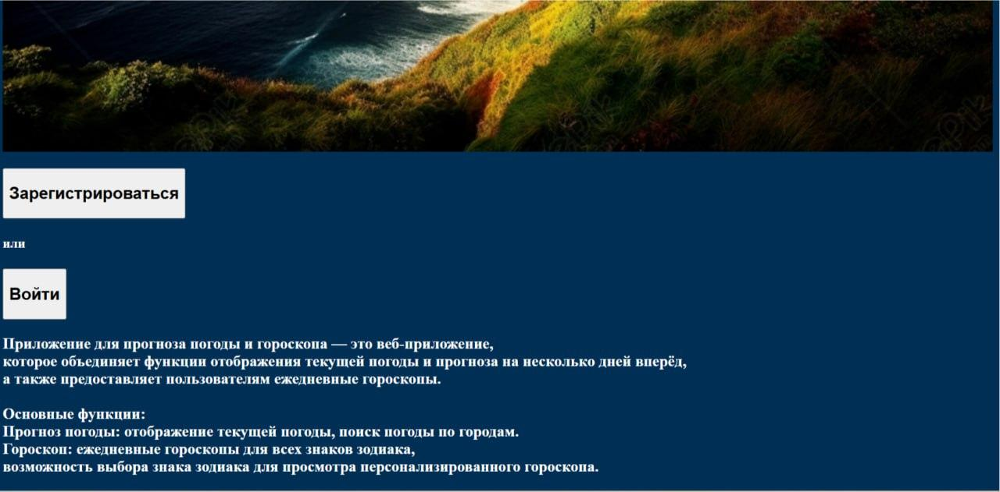 Зарегистрироваться
или
Войти
Приложение для прогноза погоды и гороскопа — это веб-приложение,
которое объединяет функции отображения текущей погоды и прогноза на несколько дней вперёд,
а также предоставляет пользователям ежедневные гороскопы.
Основные функции:
Прогноз погоды: отображение текущей погоды, поиск погоды по городам.
Гороскоп: ежедневные гороскопы для всех знаков зодиака,
возможность выбора знака зодиака для просмотра персонализированного гороскопа.